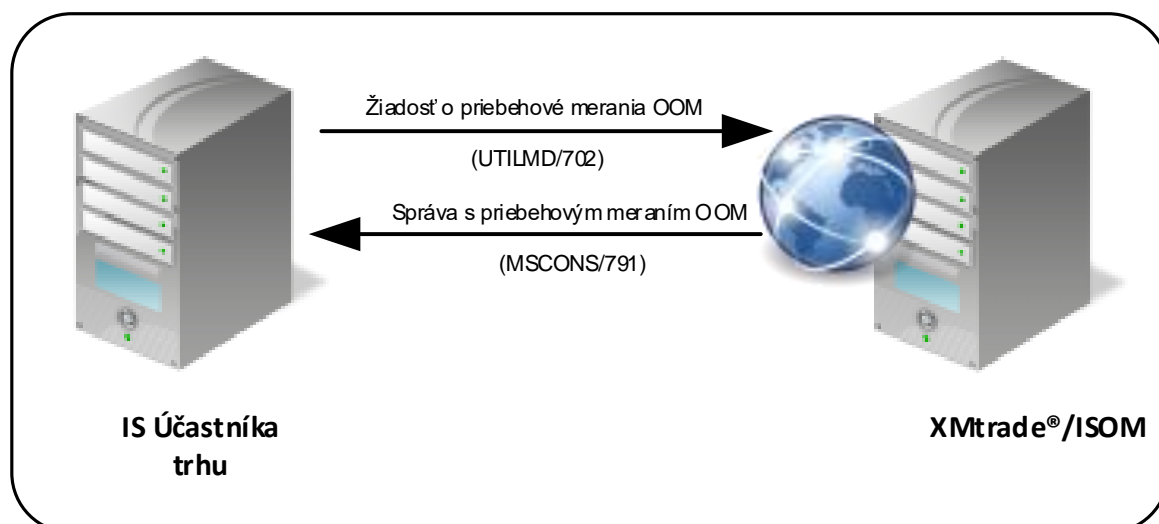 Žiadosť o priebehové merania OOM
(UTILMD/702)
Správa s priebehovým meraním OOM
(MSCONS/791)
IS Účastníka
trhu
XMtrade®/ISOM